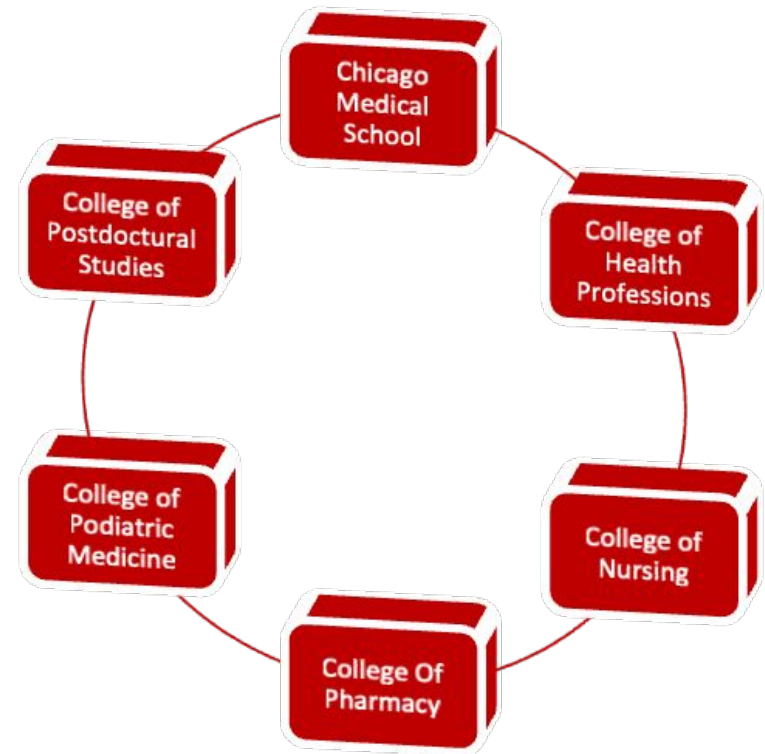 Chicago
Medical
School
College of
Health
Professions
College of
Nursing
College Of
Pharmacy
College of
Podiatric
Medicine
College of
Postdoctural
Studies